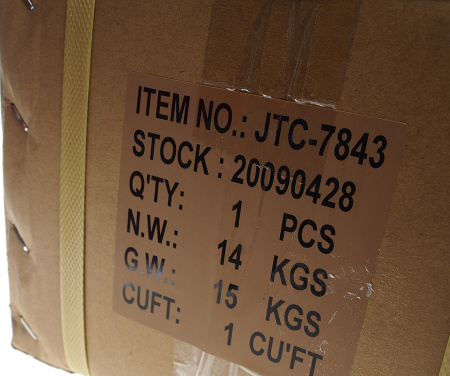 ITEM NO.: JTC-7843
STOCK : 20090428
Q'TY: 1 PCS
N.W.: 14 KGS
G.W.: 15 KGS
CUFT: 1 CU'FT